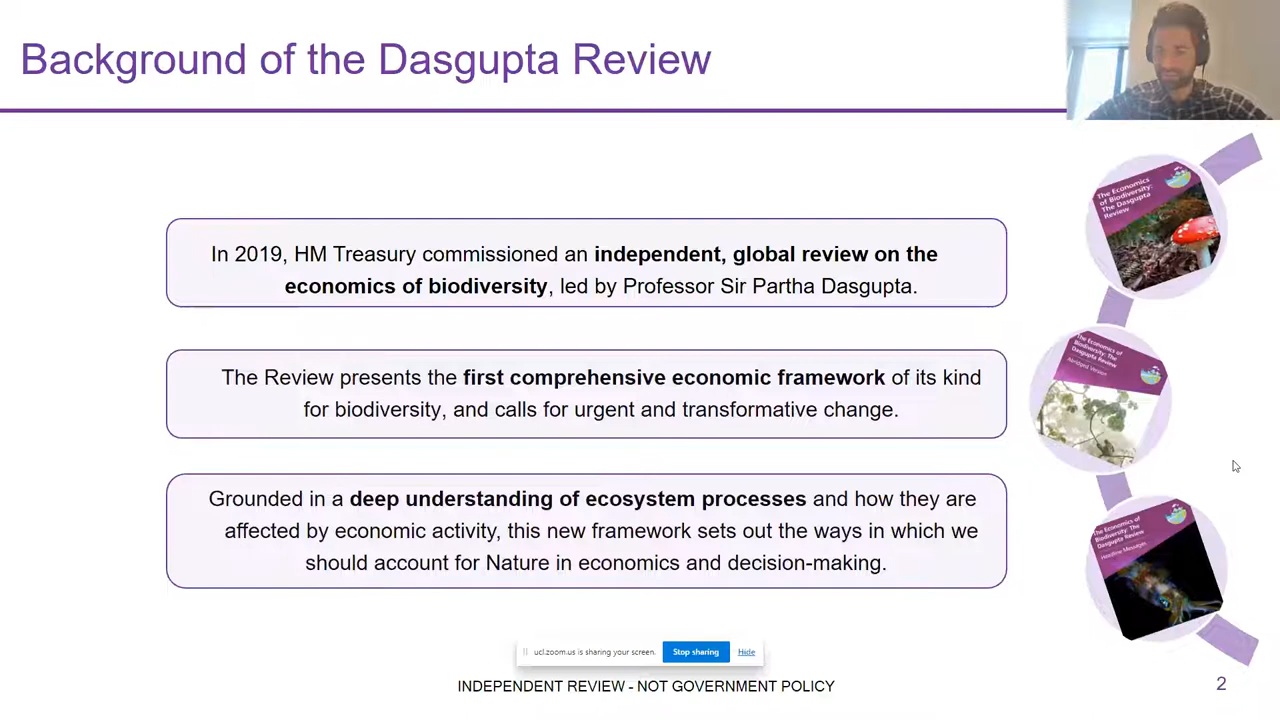 Background of the Dasgupta Review
In 2019, HM Treasury commissioned an independent, global review on the
economics of biodiversity, led by Professor Sir Partha Dasgupta.
The Review presents the first comprehensive economic framework of its kind
for biodiversity, and calls for urgent and transformative change.
Grounded in a deep understanding of ecosystem processes and how they are
affected by economic activity, this new framework sets out the ways in which we
should account for Nature in economics and decision-making.
The Economics
of Biodiversity:
The Dasgupta
Review
The Economics of
Biodiversity: The
Dasgupta Review
Abridged Version
The Economics of
Biodiversity: The
Dasgupta Review
Headline Messages
ucl.zoom.us is sharing your screen.
Stop sharing
Hide
INDEPENDENT REVIEW - NOT GOVERNMENT POLICY
2